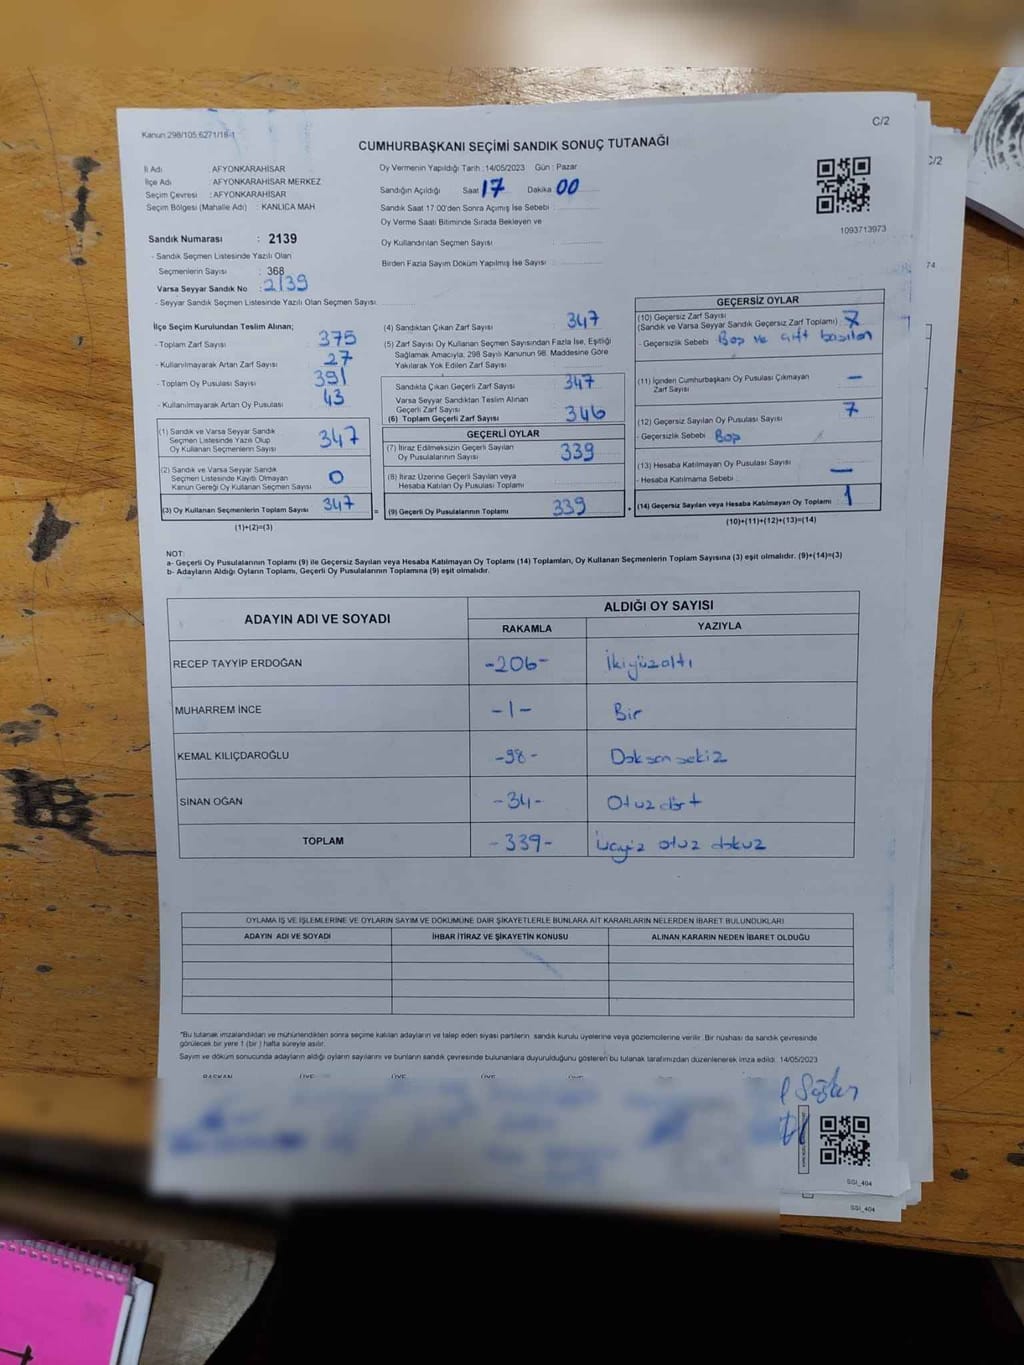 C/2
Kanun:298/105;6271/18-1
CUMHURBAŞKANI SEÇİMİ SANDIK SONUÇ TUTANAĞI
İl Adı : AFYONKARAHİSAR
İlçe Adı : AFYONKARAHİSAR MERKEZ
Seçim Çevresi : AFYONKARAHİSAR
Seçim Bölgesi (Mahalle Adı) : KANLICA MAH
Sandık Numarası : 2139
- Sandık Seçmen Listesinde Yazılı Olan
Seçmenlerin Sayısı : 368
Varsa Seyyar Sandık No : 2139
- Seyyar Sandık Seçmen Listesinde Yazılı Olan Seçmen Sayısı
Oy Vermenin Yapıldığı Tarih :14/05/2023 Gün : Pazar
Sandığın Açıldığı Saat 17 Dakika 00
Sandık Saat 17.00'den Sonra Açılmış İse Sebebi :
Oy Verme Saati Bitiminde Sırada Bekleyen ve
Oy Kullandırılan Seçmen Sayısı :
Birden Fazla Sayım Döküm Yapılmış İse Sayısı :
1093713973
İlçe Seçim Kurulundan Teslim Alınan;
- Toplam Zarf Sayısı : 375
- Kullanılmayarak Artan Zarf Sayısı : 27
- Toplam Oy Pusulası Sayısı : 391
- Kullanılmayarak Artan Oy Pusulası : 43
(1) Sandık ve Varsa Seyyar Sandık
Seçmen Listesinde Yazılı Olup
Oy Kullanan Seçmenlerin Sayısı : 347
(2) Sandık ve Varsa Seyyar Sandık
Seçmen Listesinde Kayıtlı Olmayan
Kanun Gereği Oy Kullanan Seçmen Sayısı : 0
(3) Oy Kullanan Seçmenlerin Toplam Sayısı : 347
(1)+(2)=(3)
(4) Sandıktan Çıkan Zarf Sayısı : 347
(5) Zarf Sayısı Oy Kullanan Seçmen Sayısından Fazla İse, Eşitliği
Sağlamak Amacıyla; 298 Sayılı Kanunun 98. Maddesine Göre
Yakılarak Yok Edilen Zarf Sayısı :
Sandıkta Çıkan Geçerli Zarf Sayısı : 347
Varsa Seyyar Sandıktan Teslim Alınan
Geçerli Zarf Sayısı :
(6) Toplam Geçerli Zarf Sayısı : 346
GEÇERLİ OYLAR
(7) İtiraz Edilmeksizin Geçerli Sayılan
Oy Pusulalarının Sayısı : 339
(8) İtiraz Üzerine Geçerli Sayılan veya
Hesaba Katılan Oy Pusulası Toplamı :
= (9) Geçerli Oy Pusulalarının Toplamı : 339
GEÇERSİZ OYLAR
(10) Geçersiz Zarf Sayısı
(Sandık ve Varsa Seyyar Sandık Geçersiz Zarf Toplamı) : 7
- Geçersizlik Sebebi : Boş ve çift basılan
(11) İçinden Cumhurbaşkanı Oy Pusulası Çıkmayan
Zarf Sayısı : —
(12) Geçersiz Sayılan Oy Pusulası Sayısı : 7
- Geçersizlik Sebebi : Boş
(13) Hesaba Katılmayan Oy Pusulası Sayısı :
- Hesaba Katılmama Sebebi : —
+ (14) Geçersiz Sayılan veya Hesaba Katılmayan Oy Toplamı : 1
(10)+(11)+(12)+(13)=(14)
NOT:
a- Geçerli Oy Pusulalarının Toplamı (9) ile Geçersiz Sayılan veya Hesaba Katılmayan Oy Toplamı (14) Toplamları, Oy Kullanan Seçmenlerin Toplam Sayısına (3) eşit olmalıdır. (9)+(14)=(3)
b- Adayların Aldığı Oyların Toplamı, Geçerli Oy Pusulalarının Toplamına (9) eşit olmalıdır.
ADAYIN ADI VE SOYADI
ALDIĞI OY SAYISI
RAKAMLA YAZIYLA
RECEP TAYYİP ERDOĞAN -206- İkiyüzaltı
MUHARREM İNCE -1- Bir
KEMAL KILIÇDAROĞLU -98- Doksansekiz
SİNAN OĞAN -34- Otuzdört
TOPLAM -339- üçyüz otuz dokuz
OYLAMA İŞ VE İŞLEMLERİNE VE OYLARIN SAYIM VE DÖKÜMÜNE DAİR ŞİKAYETLERLE BUNLARA AİT KARARLARIN NELERDEN İBARET BULUNDUKLARI
ADAYIN ADI VE SOYADI İHBAR İTİRAZ VE ŞİKAYETİN KONUSU ALINAN KARARIN NEDEN İBARET OLDUĞU
*Bu tutanak imzalandıktan ve mühürlendikten sonra seçime katılan adayların ve talep eden siyasi partilerin sandık kurulu üyelerine veya gözlemcilerine verilir. Bir nüshası da sandık çevresinde
görülecek bir yere 1 (bir) hafta süreyle asılır.
Sayım ve döküm sonucunda adayların aldığı oyların sayılarını ve bunların sandık çevresinde bulunanlara duyurulduğunu gösteren bu tutanak tarafımızdan düzenlenerek imza edildi. 14/05/2023
BAŞKAN ÜYE ÜYE ÜYE ÜYE
SSI_404
SSI_404